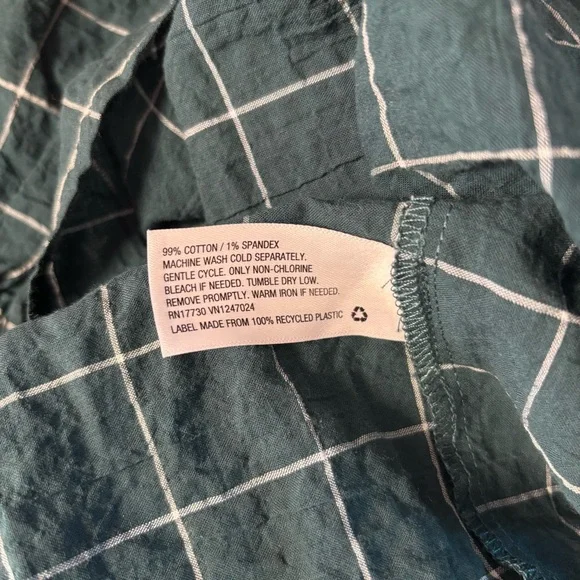 99% COTTON / 1% SPANDEX
MACHINE WASH COLD SEPARATELY.
GENTLE CYCLE. ONLY NON-CHLORINE
BLEACH IF NEEDED. TUMBLE DRY LOW.
REMOVE PROMPTLY. WARM IRON IF NEEDED.
RN17730 VN1247024
LABEL MADE FROM 100% RECYCLED PLASTIC